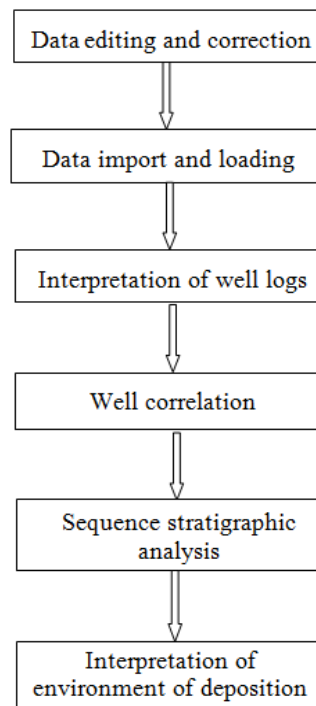 Data editing and correction
Data import and loading
Interpretation of well logs
Well correlation
Sequence stratigraphic
analysis
Interpretation of
environment of deposition